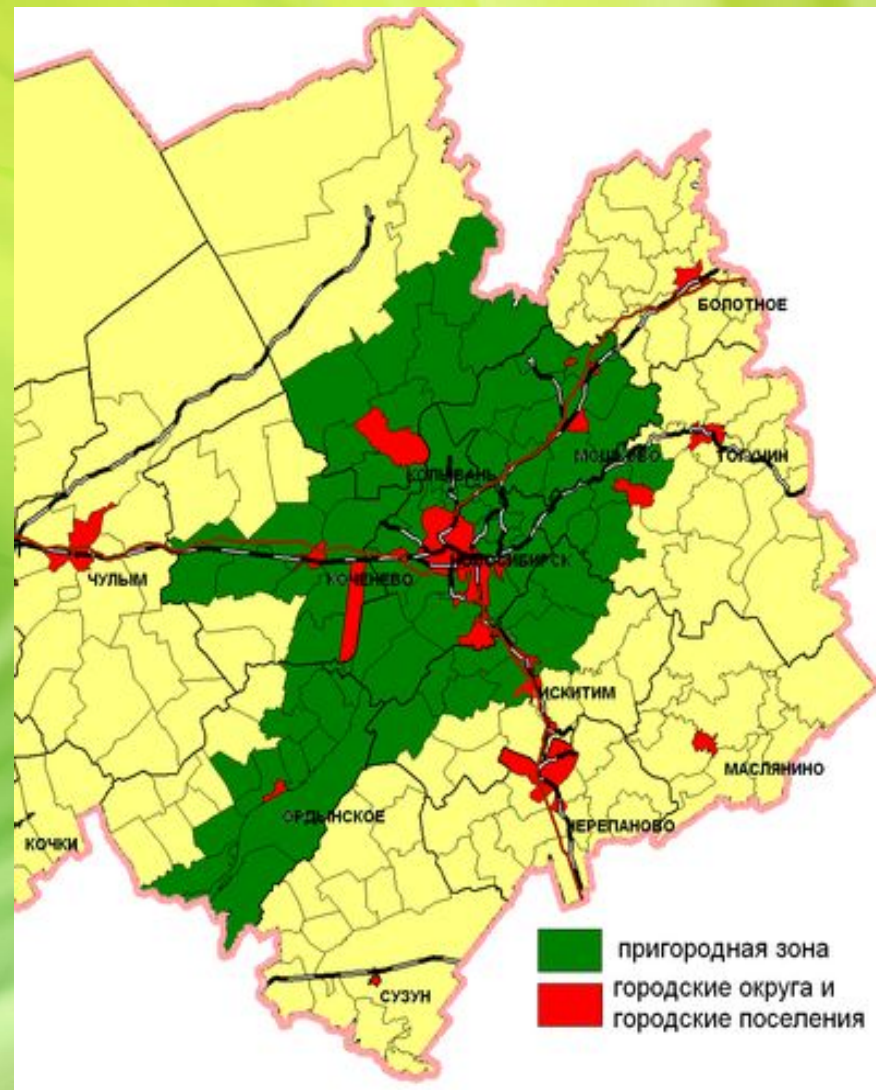 БОЛОТНОЕ
МОШКОВО
ТОГУЧИН
КОЛЫВАНЬ
НОВОСИБИРСК
ЧУЛЫМ
КОЧЕНЕВО
ИСКИТИМ
МАСЛЯНИНО
ОРДЫНСКОЕ
ЧЕРЕПАНОВО
КОЧКИ
СУЗУН
пригородная зона
городские округа и
городские поселения